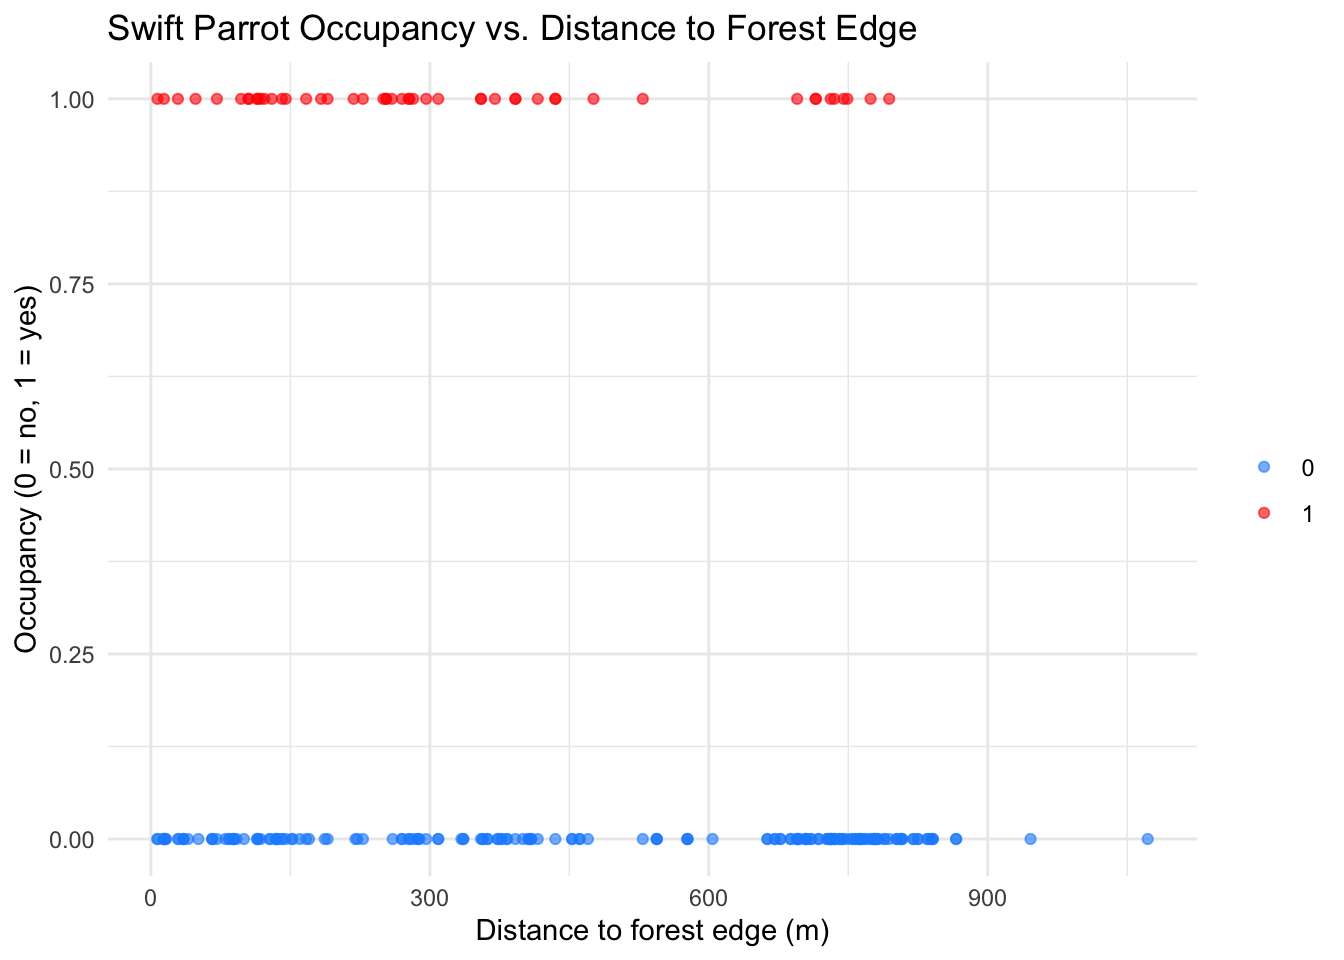 Swift Parrot Occupancy vs. Distance to Forest Edge
Occupancy (0 = no, 1 = yes)
1.00
0.75
0.50
0.25
0.00
0
1
0 300 600 900
Distance to forest edge (m)